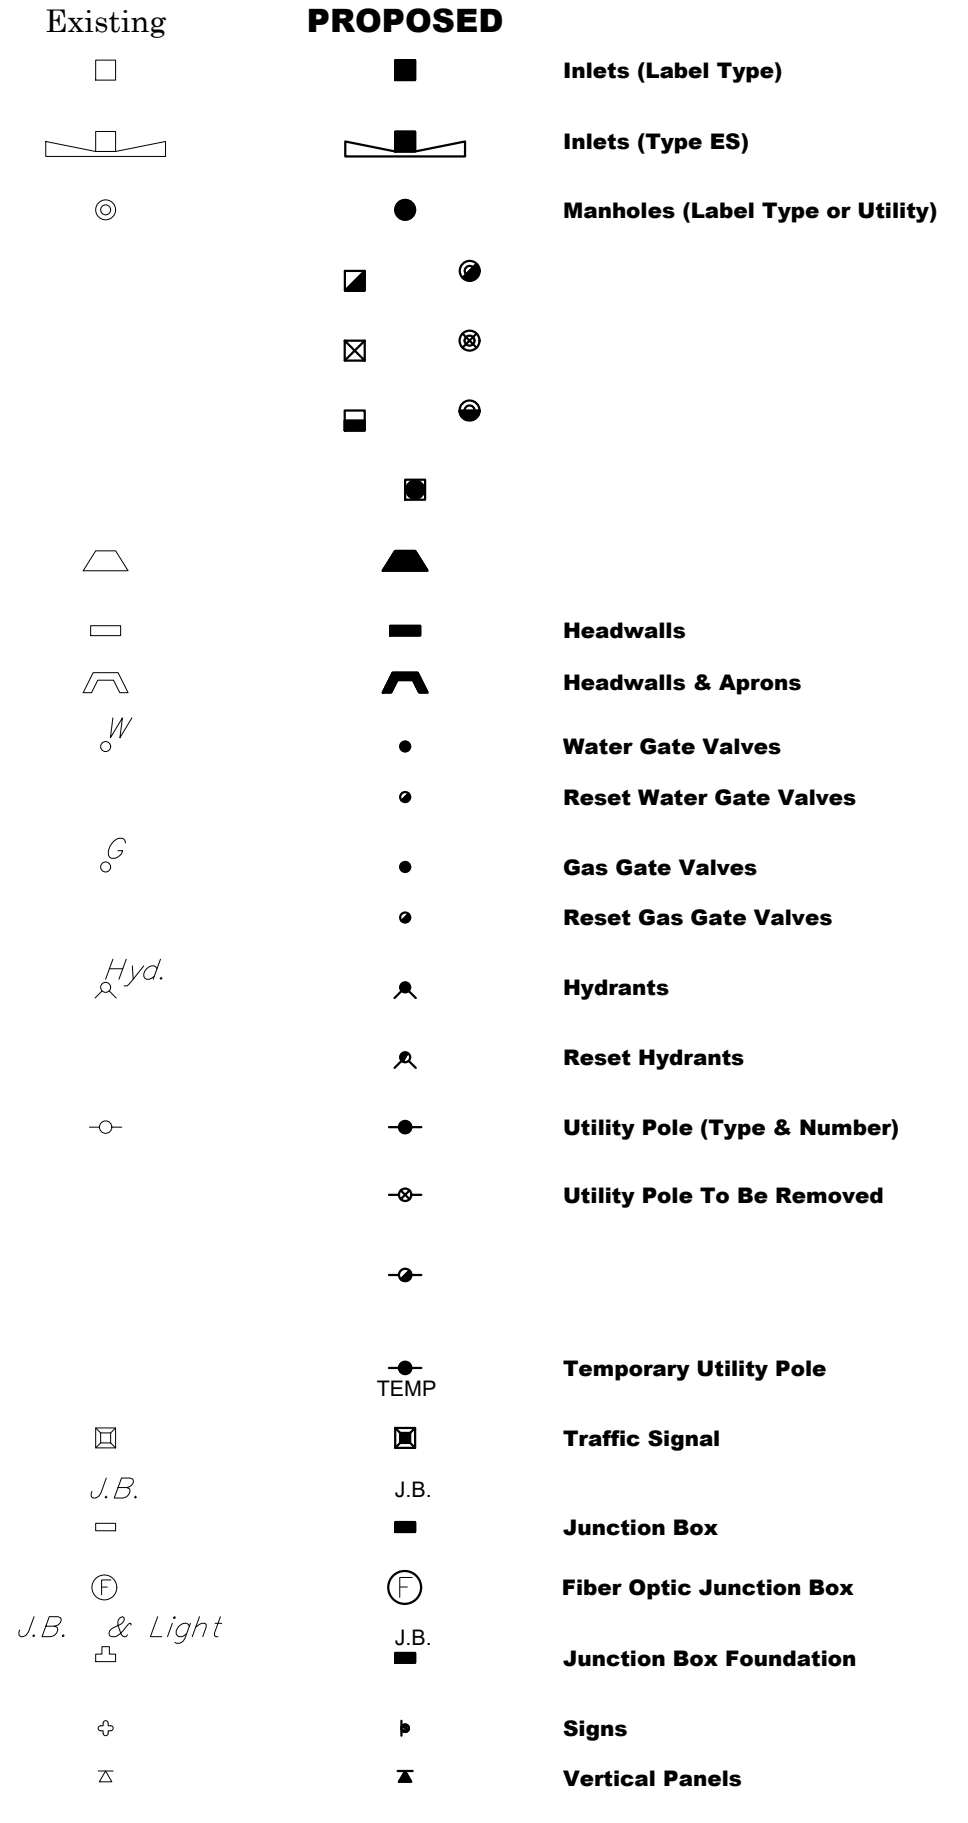 Existing PROPOSED
Inlets (Label Type)
Inlets (Type ES)
Manholes (Label Type or Utility)
Headwalls
Headwalls & Aprons
W
Water Gate Valves
Reset Water Gate Valves
G
Gas Gate Valves
Reset Gas Gate Valves
Hyd.
Hydrants
Reset Hydrants
Utility Pole (Type & Number)
Utility Pole To Be Removed
Temporary Utility Pole
TEMP
Traffic Signal
J.B. J.B.
Junction Box
F F Fiber Optic Junction Box
J.B. & Light J.B.
Junction Box Foundation
Signs
Vertical Panels